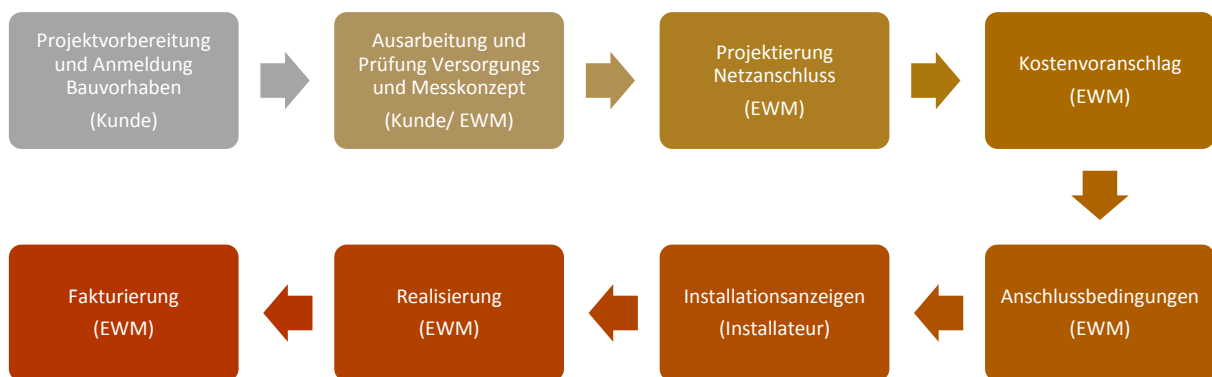 Projektvorbereitung
und Anmeldung
Bauvorhaben
(Kunde)
Ausarbeitung und
Prüfung Versorgungs
und Messkonzept
(Kunde/ EWM)
Projektierung
Netzanschluss
(EWM)
Kostenvoranschlag
(EWM)
Anschlussbedingungen
(EWM)
Installationsanzeigen
(Installateur)
Realisierung
(EWM)
Fakturierung
(EWM)